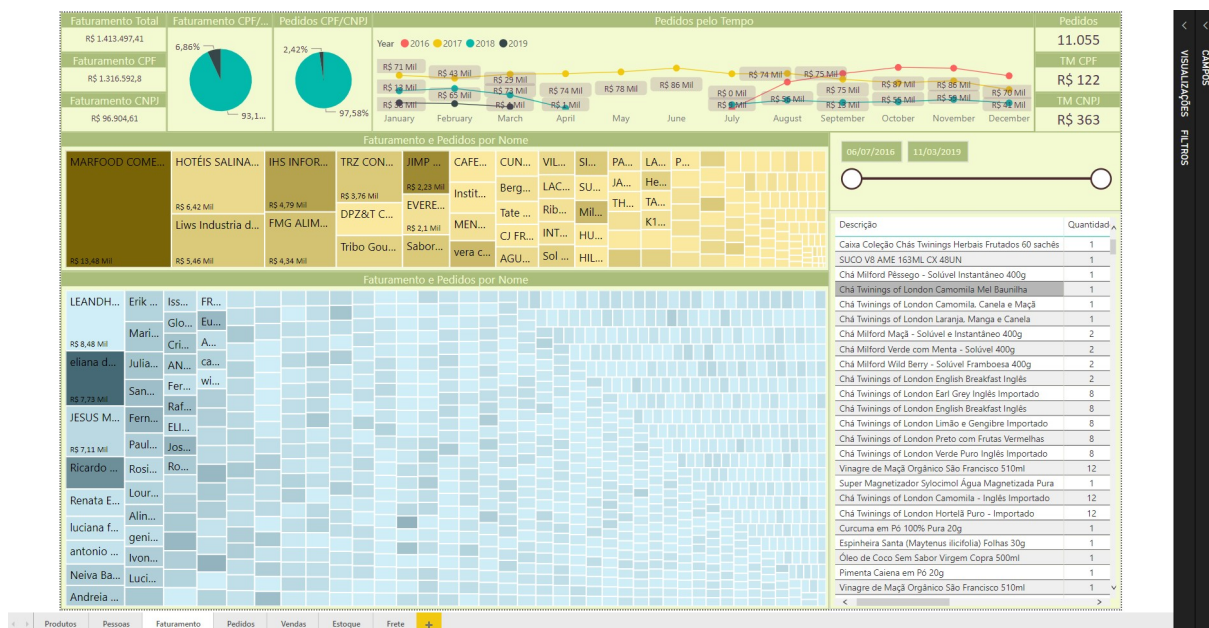 Faturamento Total
R$ 1.413.497,41
Faturamento CPF
R$ 1.316.592,8
Faturamento CNPJ
R$ 96.904,61
Faturamento CPF/...
6,86%
93,1...
Pedidos CPF/CNPJ
2,42%
97,58%
Pedidos pelo Tempo
Year 2016 2017 2018 2019
R$ 71 Mil
R$ 43 Mil
R$ 29 Mil
R$ 74 Mil
R$ 75 Mil
R$ 65 Mil
R$ 73 Mil
R$ 74 Mil
R$ 78 Mil
R$ 86 Mil
R$ 0 Mil
R$ 75 Mil
R$ 86 Mil
R$ 70 Mil
R$ 1 Mil
January February March April May June July August September October November December
Pedidos
11.055
TM CPF
R$ 122
TM CNPJ
R$ 363
Faturamento e Pedidos por Nome
MARFOOD COME...
R$ 13,48 Mil
HOTÉIS SALINA...
R$ 6,42 Mil
Liws Industria d...
R$ 5,46 Mil
IHS INFOR...
R$ 4,79 Mil
FMG ALIM...
R$ 4,34 Mil
TRZ CON...
R$ 3,76 Mil
DPZ&T C...
Tribo Gou...
JIMP ...
R$ 2,23 Mil
EVERE...
R$ 2,1 Mil
Sabor...
CAFE...
Instit...
MEN...
vera c...
CUN...
Berg...
Tate ...
CJ FR...
AGU...
VIL...
LAC...
Rib...
INT...
Sol ...
SI...
SU...
Mil...
HU...
HIL...
PA...
JA...
TH...
LA...
He...
TA...
K1...
P...
06/07/2016 11/03/2019
Faturamento e Pedidos por Nome
LEANDH...
R$ 8,48 Mil
eliana d...
R$ 7,73 Mil
JESUS M...
R$ 7,11 Mil
Ricardo ...
Renata E...
luciana f...
antonio ...
Neiva Ba...
Andreia ...
Erik ...
Mari...
Julia...
San...
Fern...
Paul...
Rosi...
Lour...
Alin...
geni...
Ivon...
Luci...
Iss...
Glo...
Cri...
AN...
Fer...
Raf...
ELI...
Jos...
Ro...
FR...
Eu...
A...
ca...
wi...
Descrição Quantidad
Caixa Coleção Chás Twinings Herbais Frutados 60 sachês 1
SUCO V8 AME 163ML CX 48UN 1
Chá Milford Pêssego - Solúvel Instantâneo 400g 1
Chá Twinings of London Camomila Mel Baunilha 1
Chá Twinings of London Camomila, Canela e Maçã 1
Chá Twinings of London Laranja, Manga e Canela 1
Chá Milford Maçã - Solúvel e Instantâneo 400g 2
Chá Milford Verde com Menta - Solúvel 400g 2
Chá Milford Wild Berry - Solúvel Framboesa 400g 2
Chá Twinings of London English Breakfast Inglês 2
Chá Twinings of London Earl Grey Inglês Importado 8
Chá Twinings of London English Breakfast Inglês 8
Chá Twinings of London Limão e Gengibre Importado 8
Chá Twinings of London Preto com Frutas Vermelhas 8
Chá Twinings of London Verde Puro Inglês Importado 8
Vinagre de Maçã Orgânico São Francisco 510ml 12
Super Magnetizador Sylocimol Água Magnetizada Pura 1
Chá Twinings of London Camomila - Inglês Importado 12
Chá Twinings of London Hortelã Puro - Importado 12
Curcuma em Pó 100% Pura 20g 1
Espinheira Santa (Maytenus ilicifolia) Folhas 30g 1
Óleo de Coco Sem Sabor Virgem Copra 500ml 1
Pimenta Caiena em Pó 20g 1
Vinagre de Maçã Orgânico São Francisco 510ml 1
VISUALIZAÇÕES
FILTROS
CAMPOS
Produtos Pessoas Faturamento Pedidos Vendas Estoque Frete +